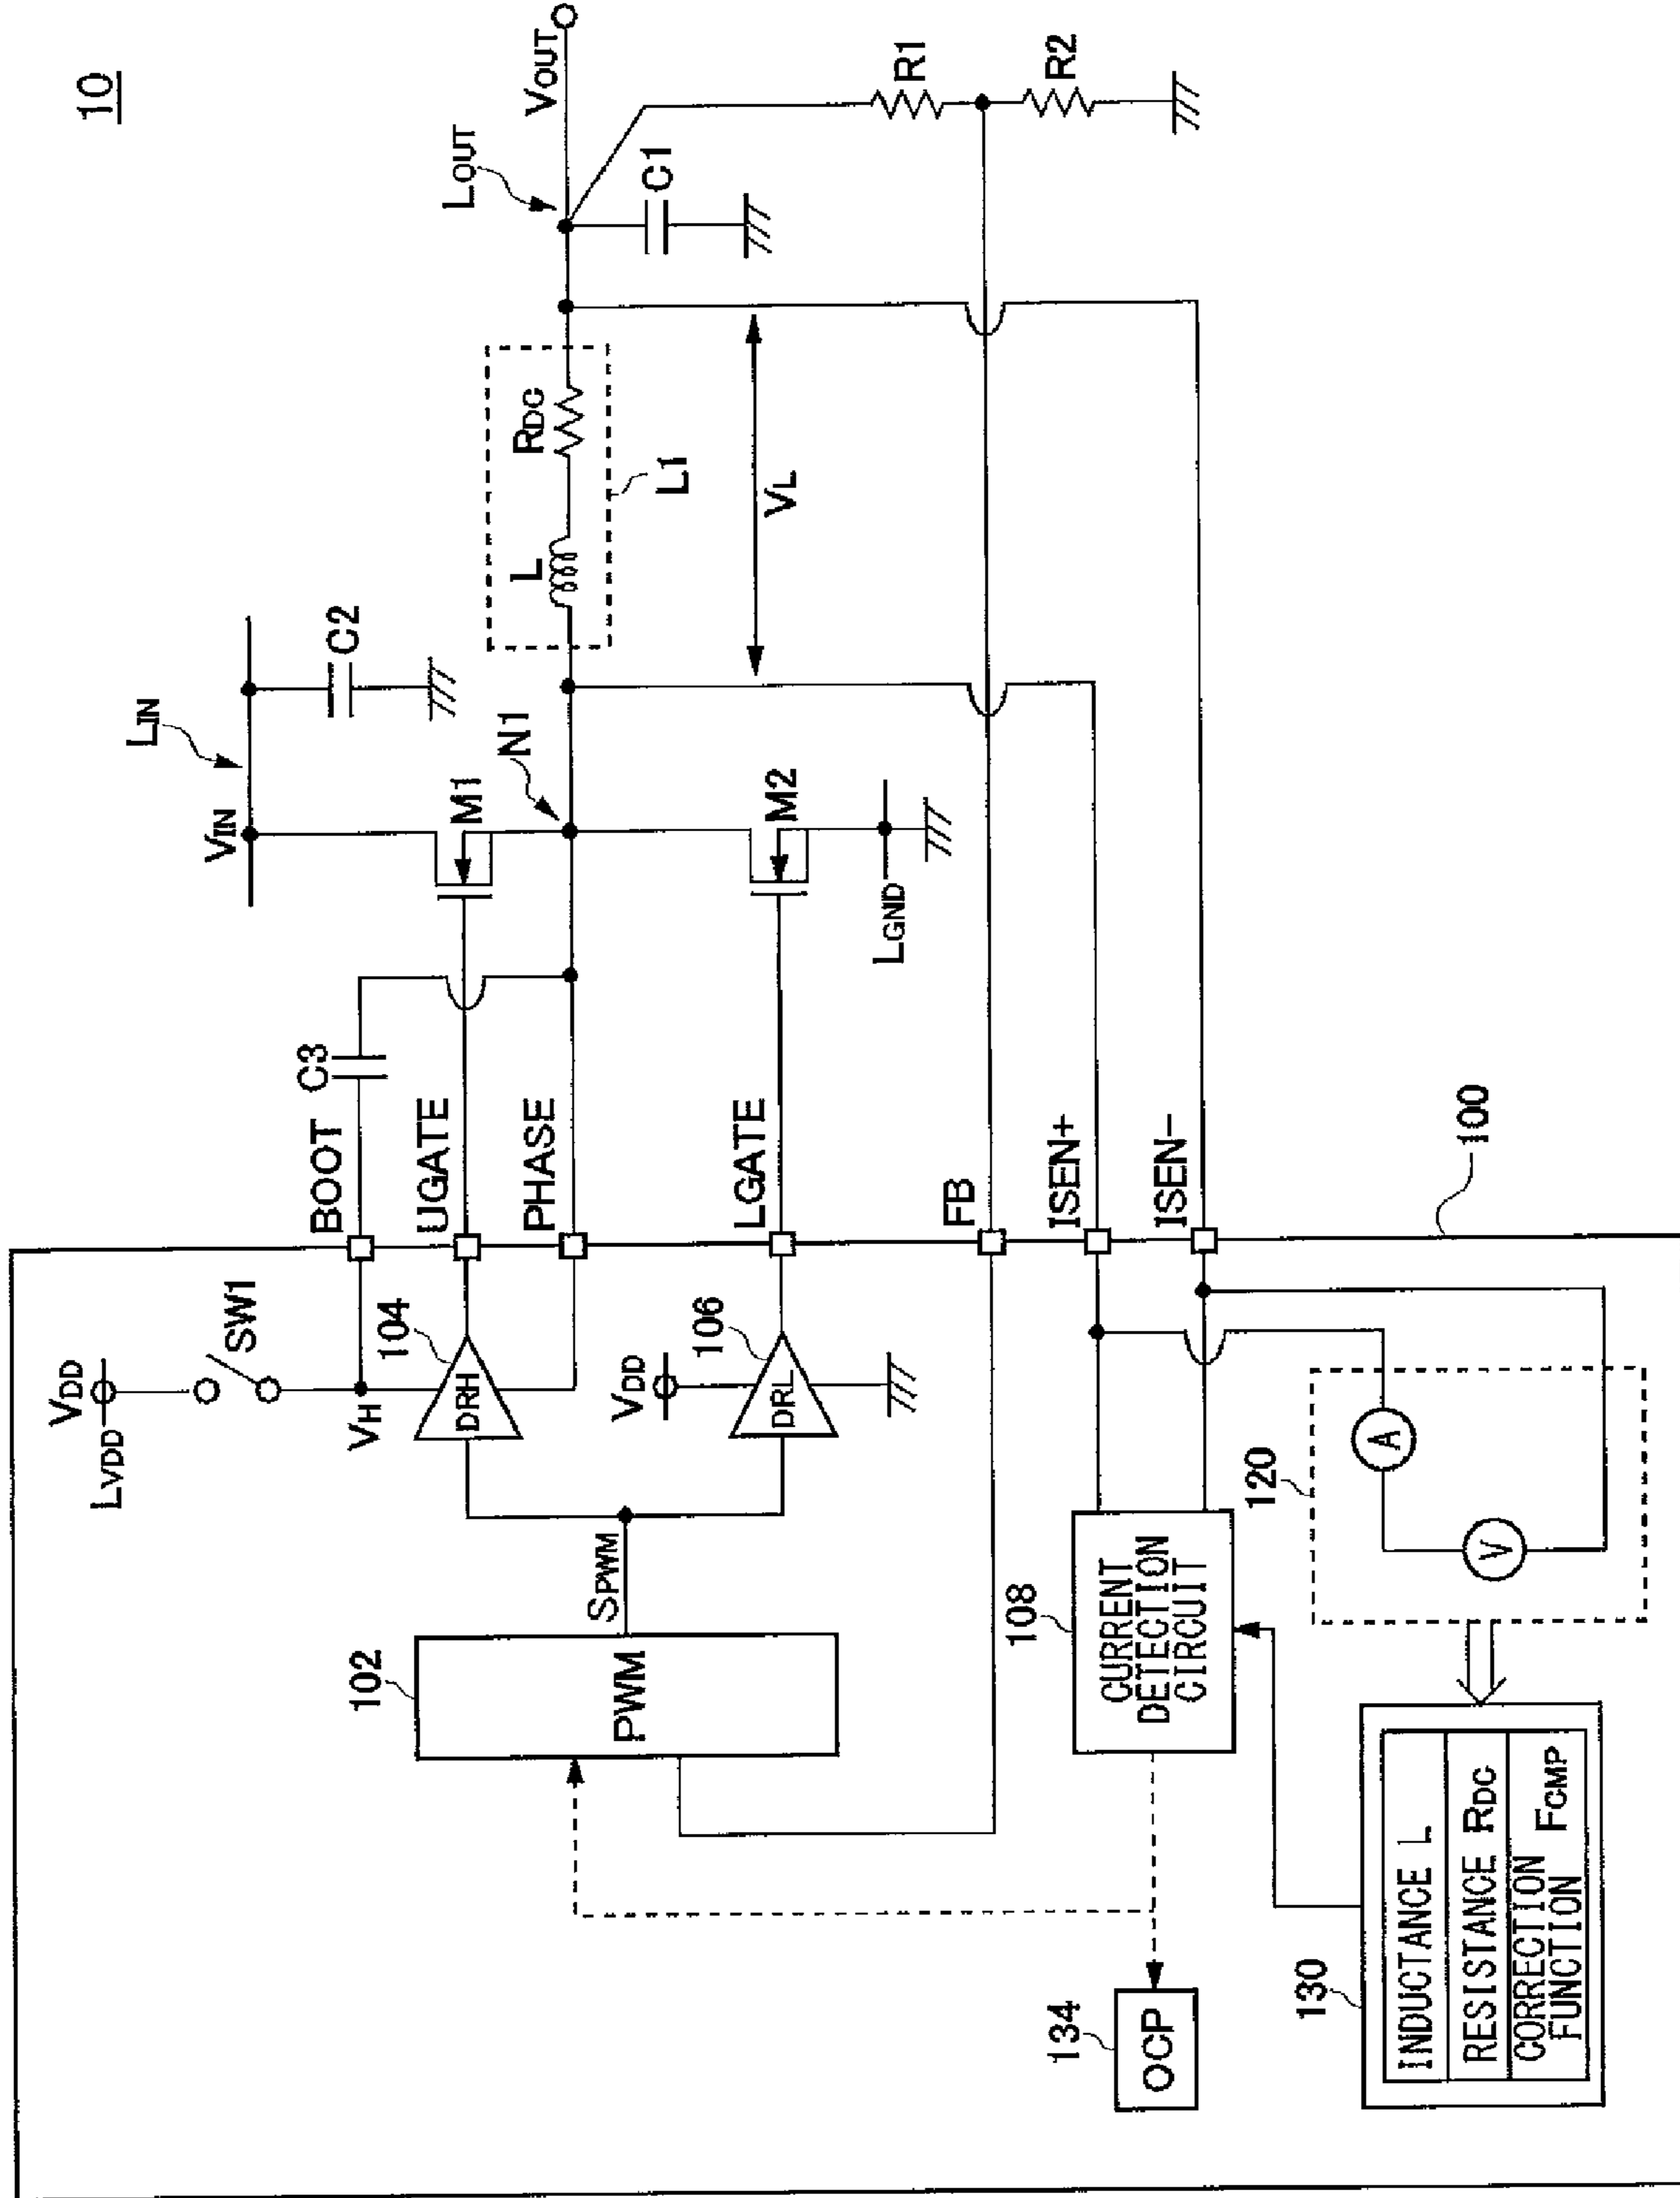 10
VDD
LVDD
SW1
VH
104
DRH
BOOT
C3
UGATE
PHASE
VIN
LIN
C2
M1
N1
L
RDC
L1
VL
LOUT
VOUT
C1
R1
R2
102
PWM
SPWM
VDD
106
DRL
LGATE
M2
LGND
FB
ISEN+
ISEN-
100
108
CURRENT
DETECTION
CIRCUIT
134
OCP
120
A
V
130
INDUCTANCE L
RESISTANCE RDC
CORRECTION
FUNCTION FCMP